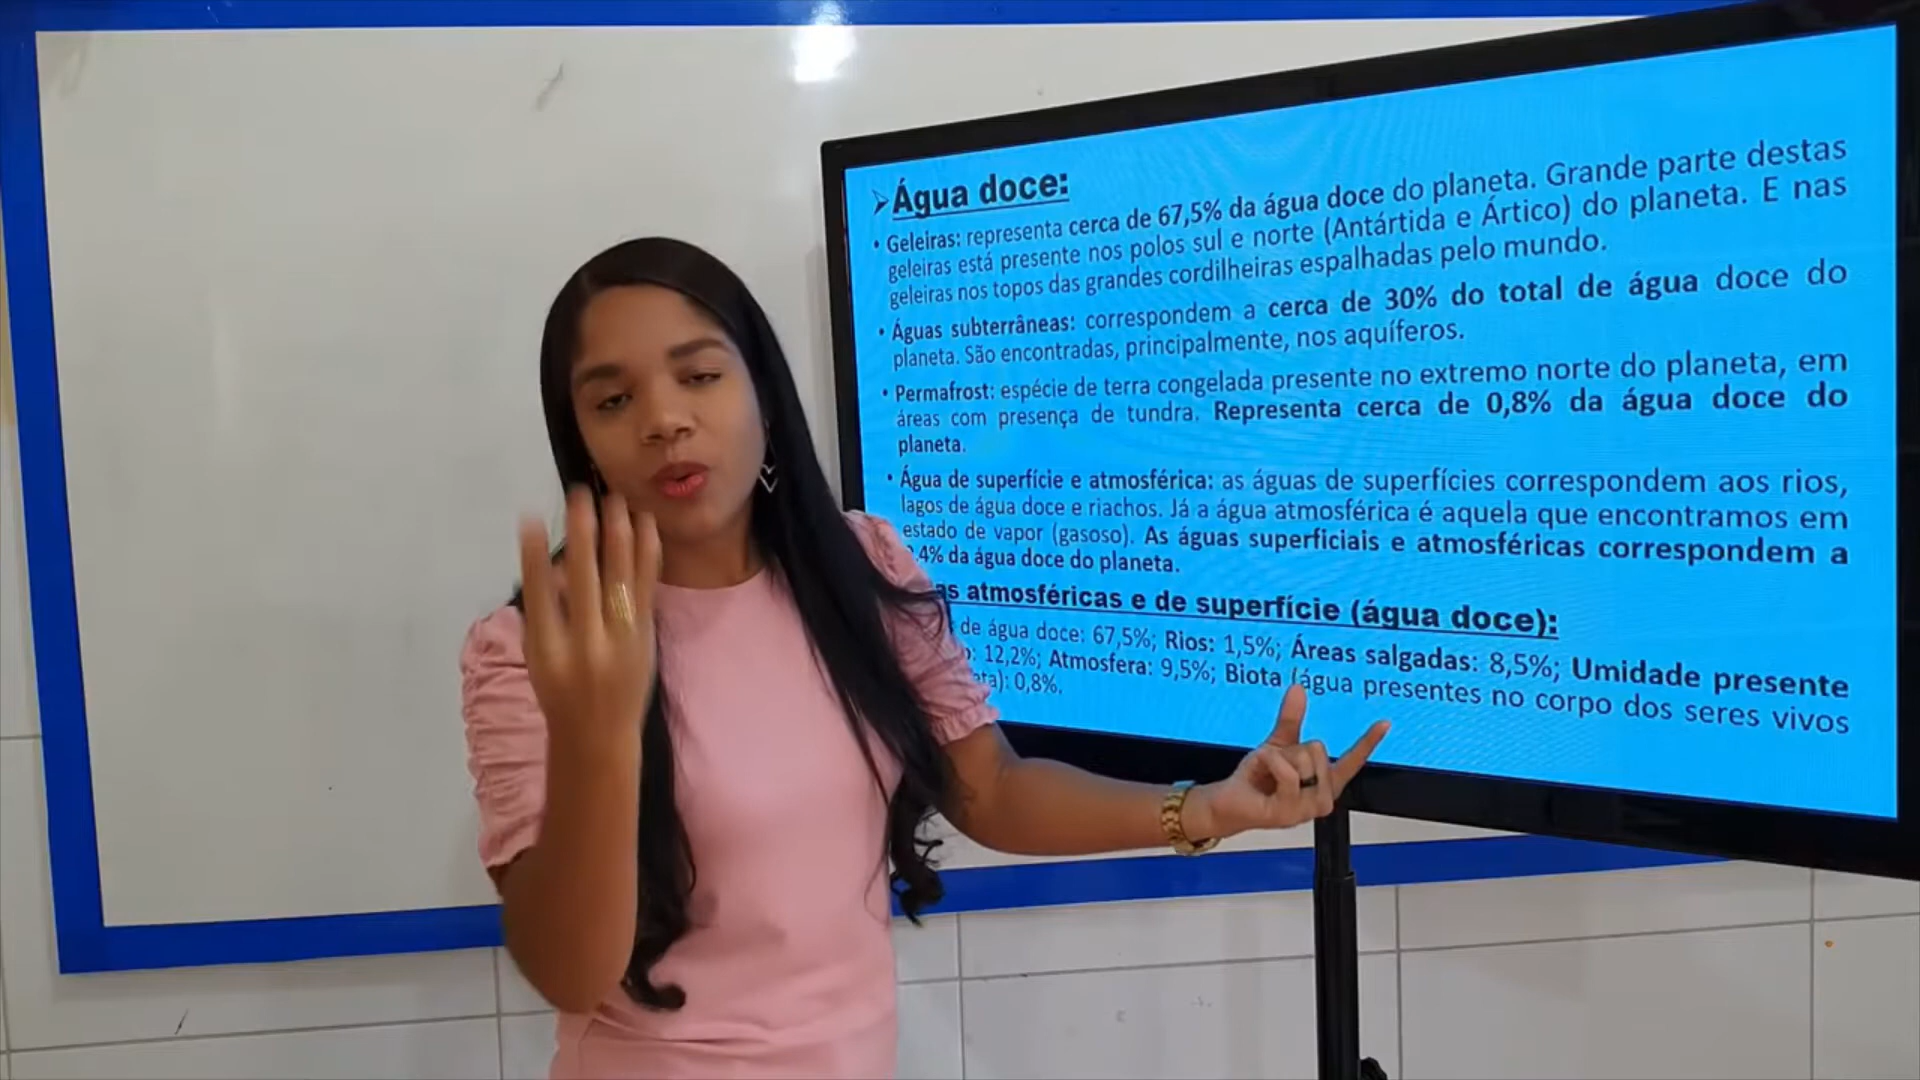 Água doce:
• Geleiras: representa cerca de 67,5% da água doce do planeta. Grande parte destas
geleiras está presente nos polos sul e norte (Antártida e Ártico) do planeta. E nas
geleiras nos topos das grandes cordilheiras espalhadas pelo mundo.
• Águas subterrâneas: correspondem a cerca de 30% do total de água doce do
planeta. São encontradas, principalmente, nos aquíferos.
• Permafrost: espécie de terra congelada presente no extremo norte do planeta, em
áreas com presença de tundra. Representa cerca de 0,8% da água doce do
planeta.
• Água de superfície e atmosférica: as águas de superfícies correspondem aos rios,
lagos de água doce e riachos. Já a água atmosférica é aquela que encontramos em
estado de vapor (gasoso). As águas superficiais e atmosféricas correspondem a
4% da água doce do planeta.
as atmosféricas e de superfície (água doce):
de água doce: 67,5%; Rios: 1,5%; Áreas salgadas: 8,5%; Umidade presente
12,2%; Atmosfera: 9,5%; Biota (água presentes no corpo dos seres vivos
): 0,8%.